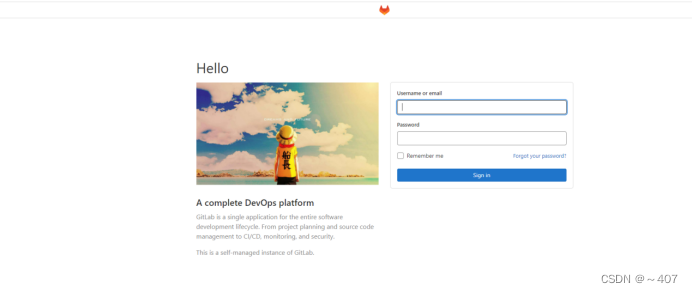 Hello
Username or email
Password
Remember me
Forgot your password?
Sign in
船長
A complete DevOps platform
GitLab is a single application for the entire software
development lifecycle. From project planning and source code
management to CI/CD, monitoring, and security.
This is a self-managed instance of GitLab.
CSDN @～407